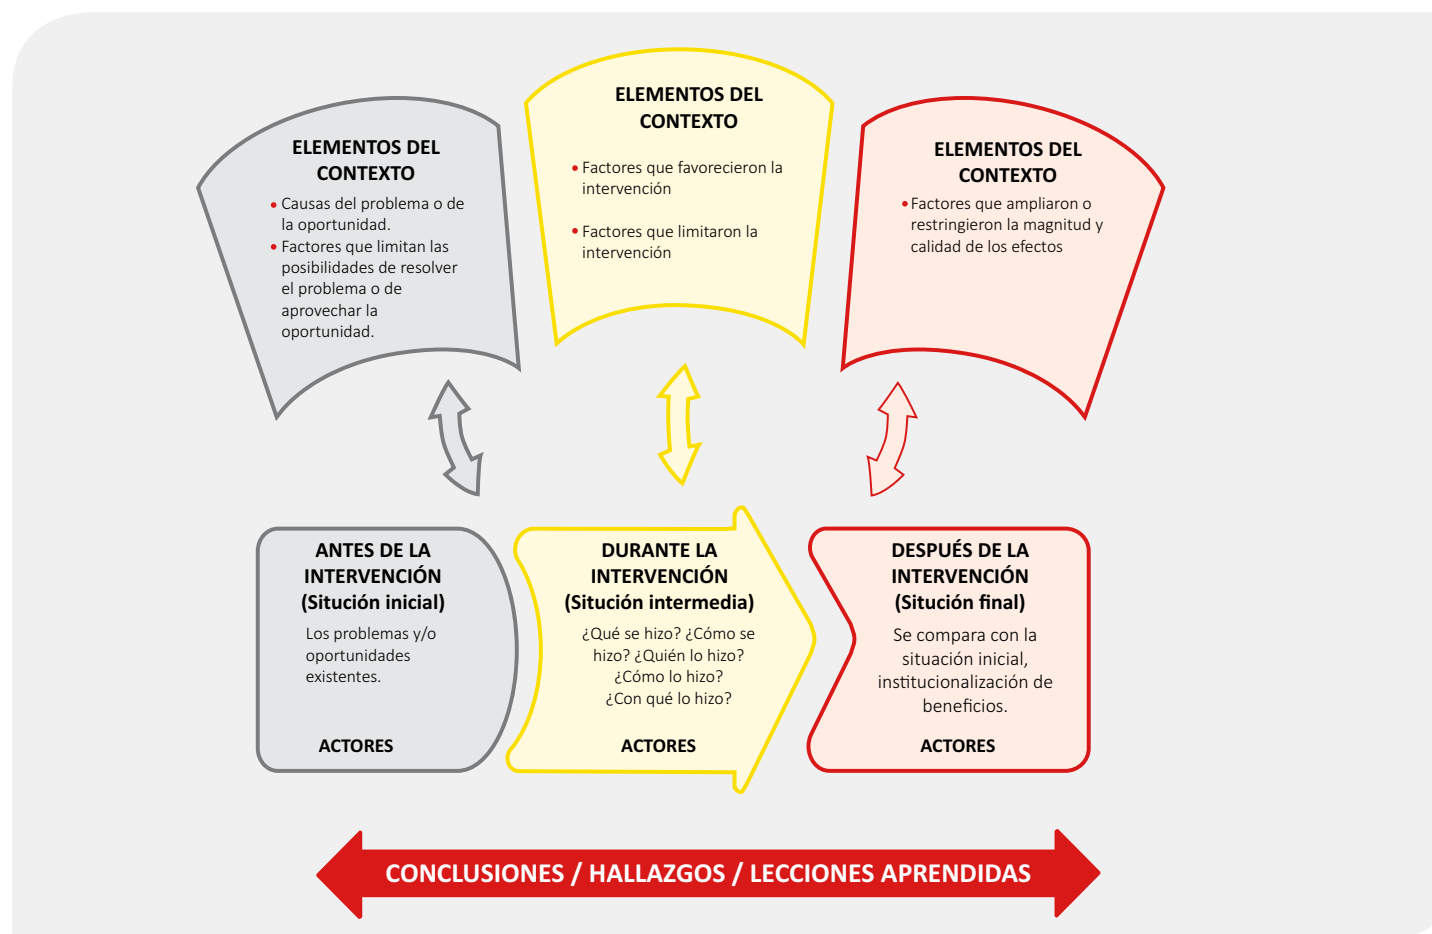 ELEMENTOS DEL
CONTEXTO
• Causas del problema o de
la oportunidad.
• Factores que limitan las
posibilidades de resolver
el problema o de
aprovechar la
oportunidad.
ELEMENTOS DEL
CONTEXTO
• Factores que favorecieron la
intervención
• Factores que limitaron la
intervención
ELEMENTOS DEL
CONTEXTO
• Factores que ampliaron o
restringieron la magnitud y
calidad de los efectos
ANTES DE LA
INTERVENCIÓN
(Situción inicial)
Los problemas y/o
oportunidades
existentes.
ACTORES
DURANTE LA
INTERVENCIÓN
(Situción intermedia)
¿Qué se hizo? ¿Cómo se
hizo? ¿Quién lo hizo?
¿Cómo lo hizo?
¿Con qué lo hizo?
ACTORES
DESPUÉS DE LA
INTERVENCIÓN
(Situción final)
Se compara con la
situación inicial,
institucionalización de
beneficios.
ACTORES
CONCLUSIONES / HALLAZGOS / LECCIONES APRENDIDAS